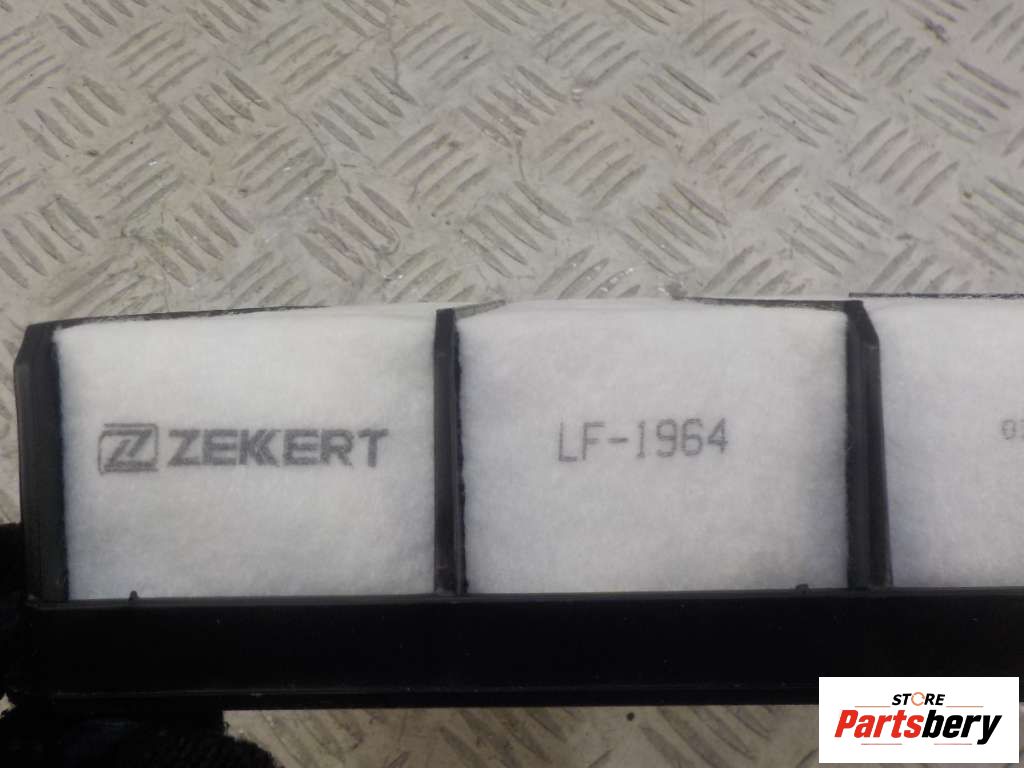 ZEKKERT
LF-1964
STORE
Partsbery